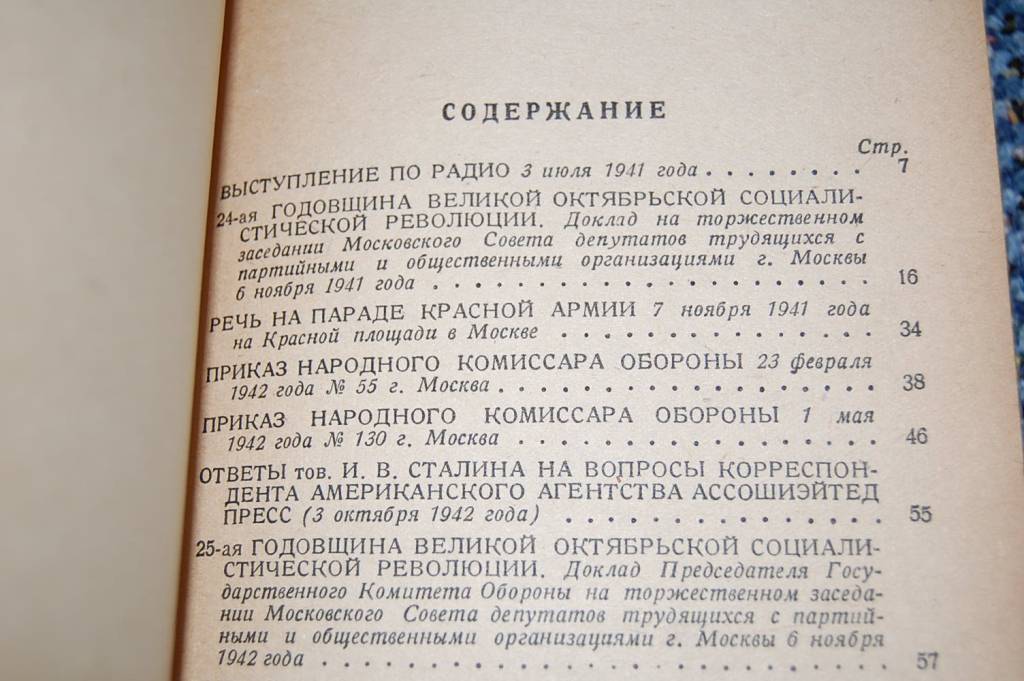 СОДЕРЖАНИЕ
Стр.
ВЫСТУПЛЕНИЕ ПО РАДИО 3 июля 1941 года . . . . . . . . 7
24-ая ГОДОВЩИНА ВЕЛИКОЙ ОКТЯБРЬСКОЙ СОЦИАЛИ-
СТИЧЕСКОЙ РЕВОЛЮЦИИ. Доклад на торжественном
заседании Московского Совета депутатов трудящихся с
партийными и общественными организациями г. Москвы
6 ноября 1941 года . . . . . . . . . . . . . . . . . . 16
РЕЧЬ НА ПАРАДЕ КРАСНОЙ АРМИИ 7 ноября 1941 года
на Красной площади в Москве . . . . . . . . . . . . . 34
ПРИКАЗ НАРОДНОГО КОМИССАРА ОБОРОНЫ 23 февраля
1942 года № 55 г. Москва . . . . . . . . . . . . . . . 38
ПРИКАЗ НАРОДНОГО КОМИССАРА ОБОРОНЫ 1 мая
1942 года № 130 г. Москва . . . . . . . . . . . . . . 46
ОТВЕТЫ тов. И. В. СТАЛИНА НА ВОПРОСЫ КОРРЕСПОН-
ДЕНТА АМЕРИКАНСКОГО АГЕНТСТВА АССОШИЭЙТЕД
ПРЕСС (3 октября 1942 года) . . . . . . . . . . . . . 55
25-ая ГОДОВЩИНА ВЕЛИКОЙ ОКТЯБРЬСКОЙ СОЦИАЛИ-
СТИЧЕСКОЙ РЕВОЛЮЦИИ. Доклад Председателя Госу-
дарственного Комитета Обороны на торжественном заседа-
нии Московского Совета депутатов трудящихся с партий-
ными и общественными организациями г. Москвы 6 ноября
1942 года . . . . . . . . . . . . . . . . . . . . . . 57